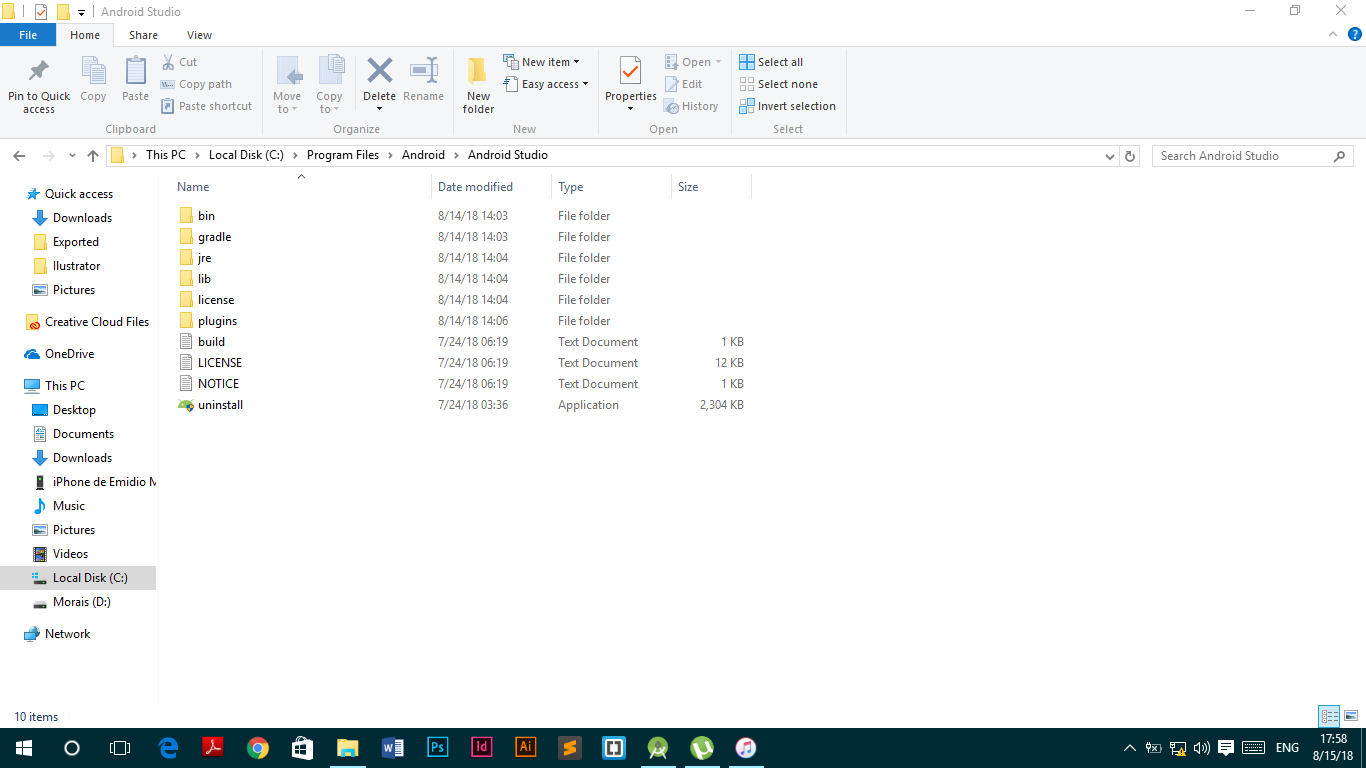 Android Studio
File Home Share View
Pin to Quick access
Copy
Paste
Cut
Copy path
Paste shortcut
Clipboard
Move to
Copy to
Delete
Rename
Organize
New folder
New item
Easy access
New
Properties
Open
Edit
History
Open
Select all
Select none
Invert selection
Select
This PC > Local Disk (C:) > Program Files > Android > Android Studio
Search Android Studio
Quick access
Downloads
Exported
Ilustrator
Pictures
Creative Cloud Files
OneDrive
This PC
Desktop
Documents
Downloads
iPhone de Emidio M
Music
Pictures
Videos
Local Disk (C:)
Morais (D:)
Network
Name Date modified Type Size
bin 8/14/18 14:03 File folder
gradle 8/14/18 14:03 File folder
jre 8/14/18 14:04 File folder
lib 8/14/18 14:04 File folder
license 8/14/18 14:04 File folder
plugins 8/14/18 14:06 File folder
build 7/24/18 06:19 Text Document 1 KB
LICENSE 7/24/18 06:19 Text Document 12 KB
NOTICE 7/24/18 06:19 Text Document 1 KB
uninstall 7/24/18 03:36 Application 2,304 KB
10 items
Ps
Id
Ai
ENG
17:58
8/15/18